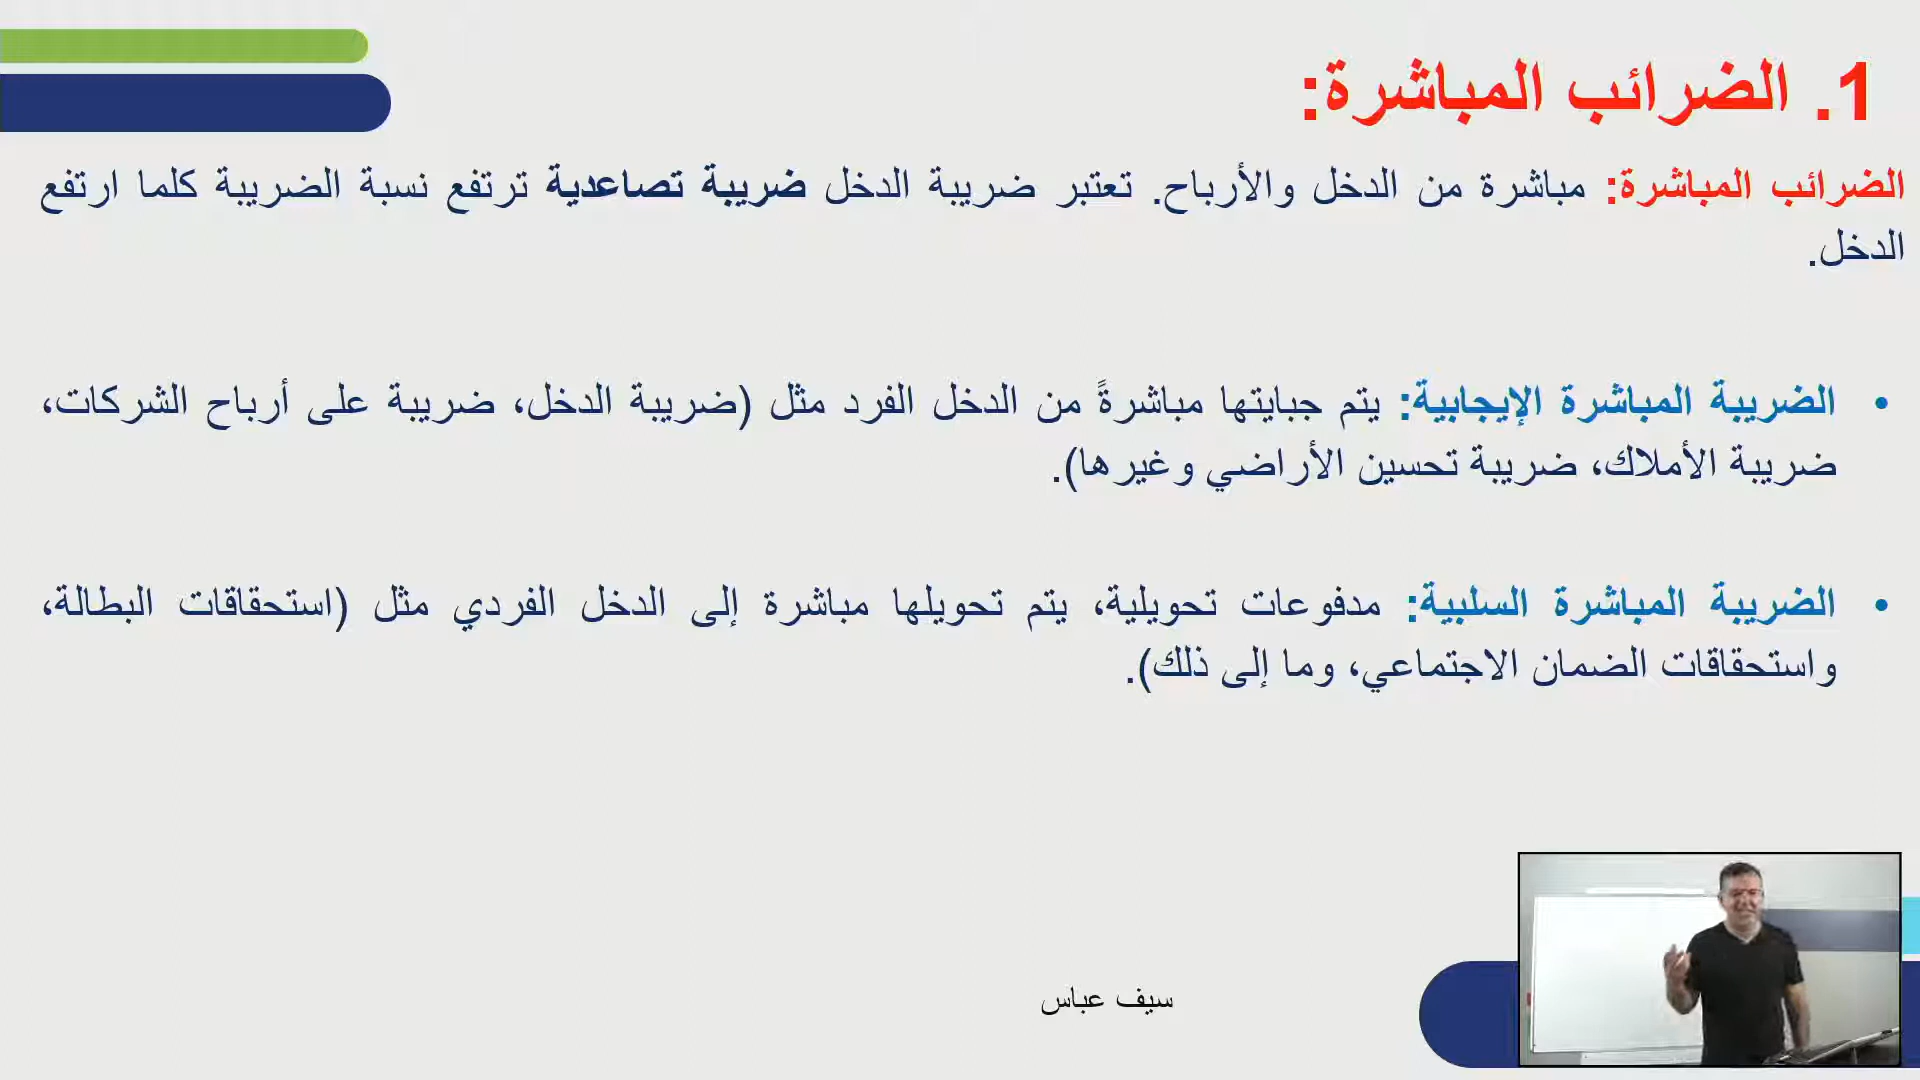 1. الضرائب المباشرة:
الضرائب المباشرة: مباشرة من الدخل والأرباح. تعتبر ضريبة الدخل ضريبة تصاعدية ترتفع نسبة الضريبة كلما ارتفع
الدخل.
• الضريبة المباشرة الإيجابية: يتم جبايتها مباشرةً من الدخل الفرد مثل (ضريبة الدخل، ضريبة على أرباح الشركات،
ضريبة الأملاك، ضريبة تحسين الأراضي وغيرها).
• الضريبة المباشرة السلبية: مدفوعات تحويلية، يتم تحويلها مباشرة إلى الدخل الفردي مثل (استحقاقات البطالة،
واستحقاقات الضمان الاجتماعي، وما إلى ذلك).
سيف عباس